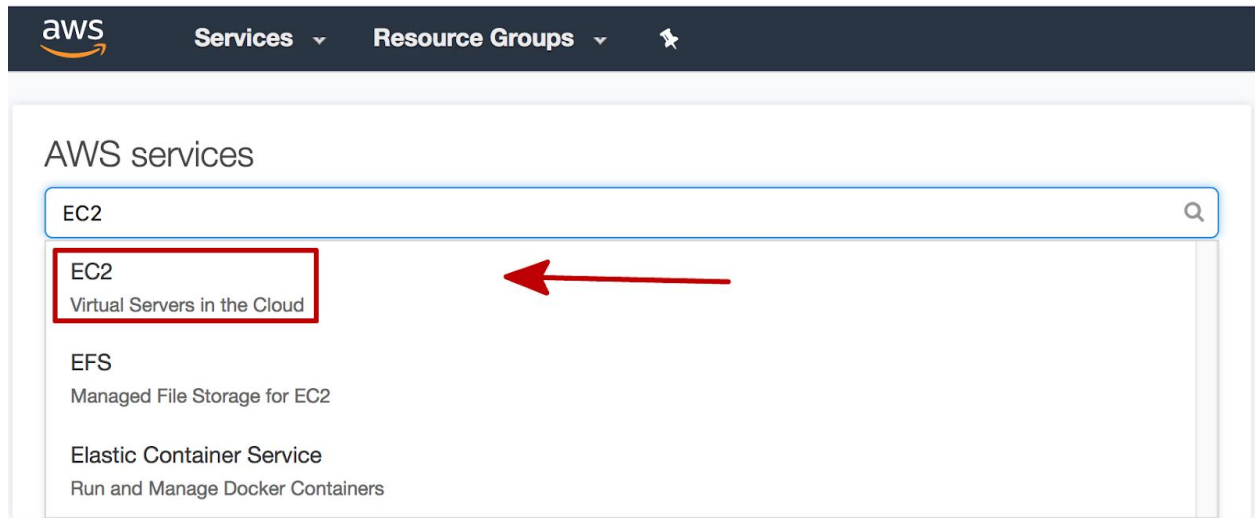 aws
Services
Resource Groups
AWS services
EC2
EC2
Virtual Servers in the Cloud
EFS
Managed File Storage for EC2
Elastic Container Service
Run and Manage Docker Containers